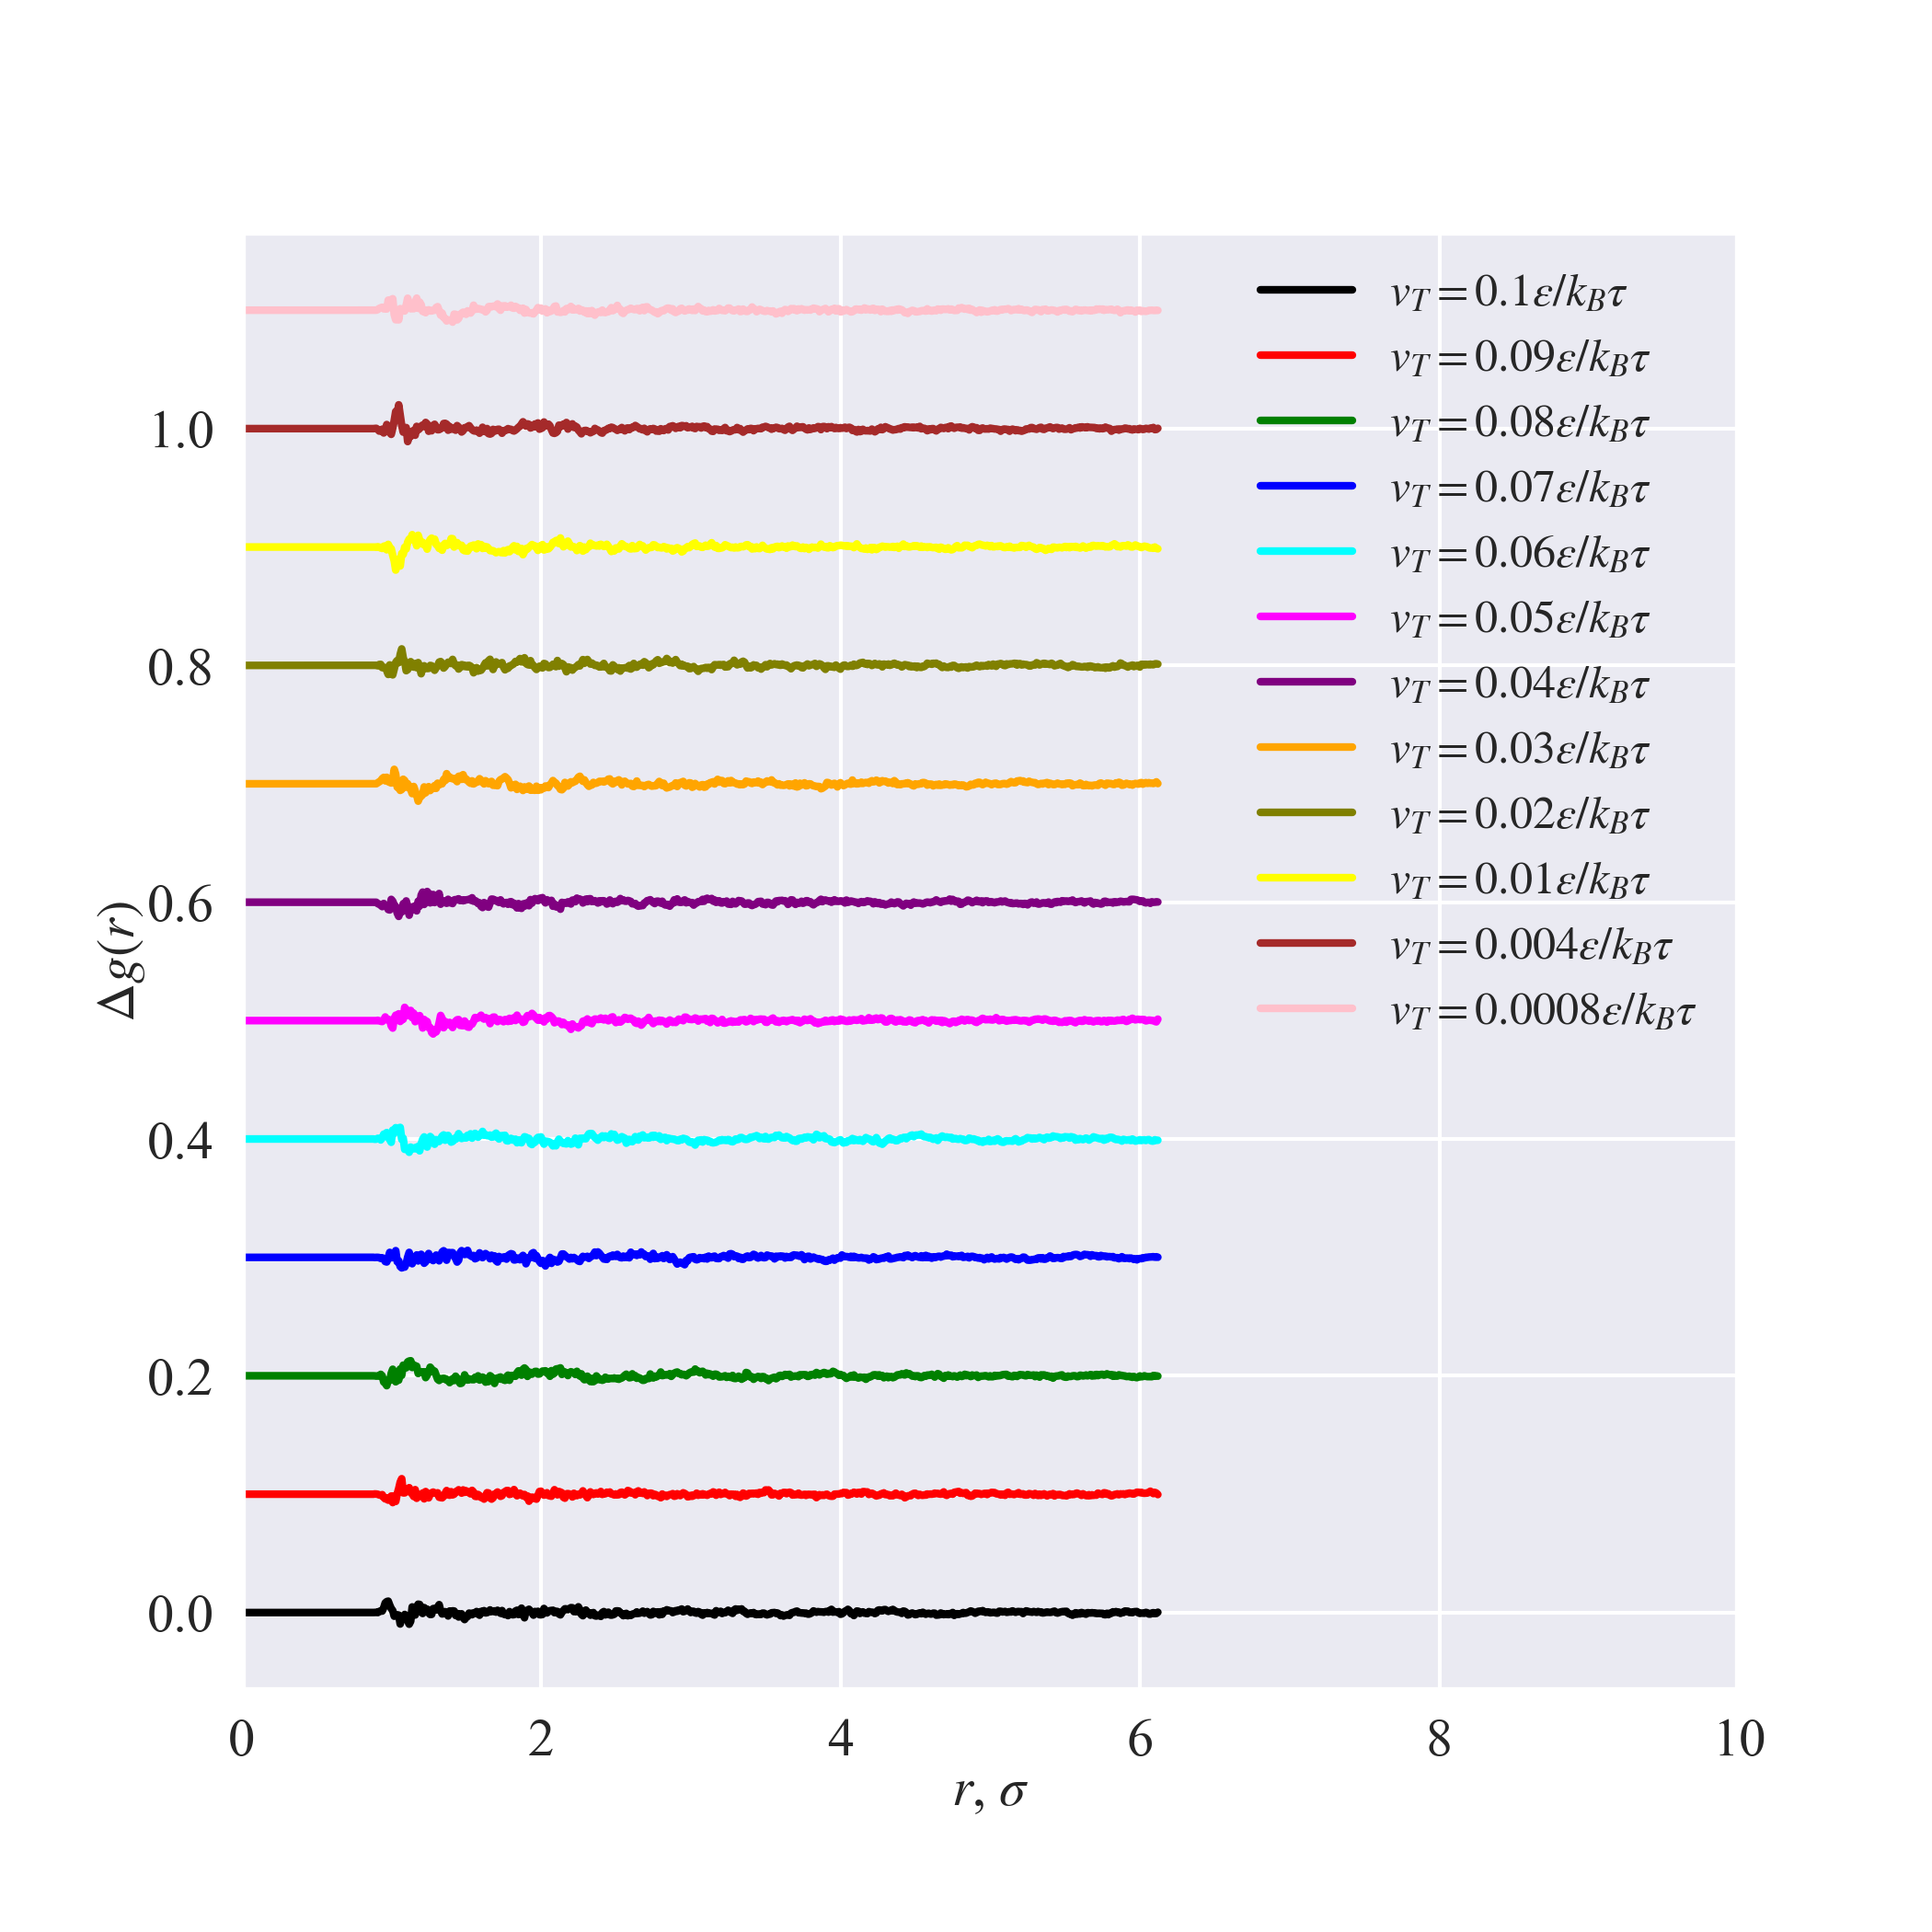 v_T = 0.1ε/k_Bτ
v_T = 0.09ε/k_Bτ
v_T = 0.08ε/k_Bτ
v_T = 0.07ε/k_Bτ
v_T = 0.06ε/k_Bτ
v_T = 0.05ε/k_Bτ
v_T = 0.04ε/k_Bτ
v_T = 0.03ε/k_Bτ
v_T = 0.02ε/k_Bτ
v_T = 0.01ε/k_Bτ
v_T = 0.004ε/k_Bτ
v_T = 0.0008ε/k_Bτ
1.0
0.8
0.6
0.4
0.2
0.0
Δg(r)
0 2 4 6 8 10
r, σ